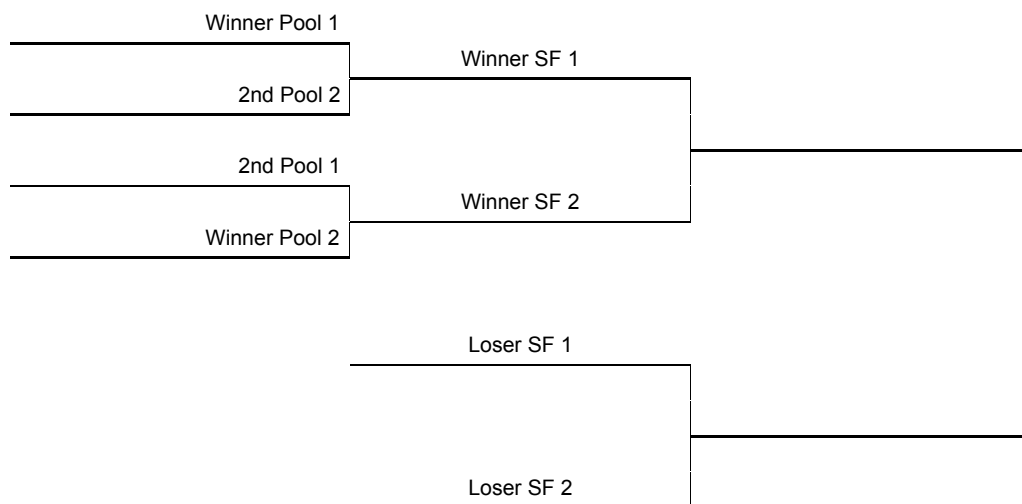 Winner Pool 1
Winner SF 1
2nd Pool 2
2nd Pool 1
Winner SF 2
Winner Pool 2
Loser SF 1
Loser SF 2